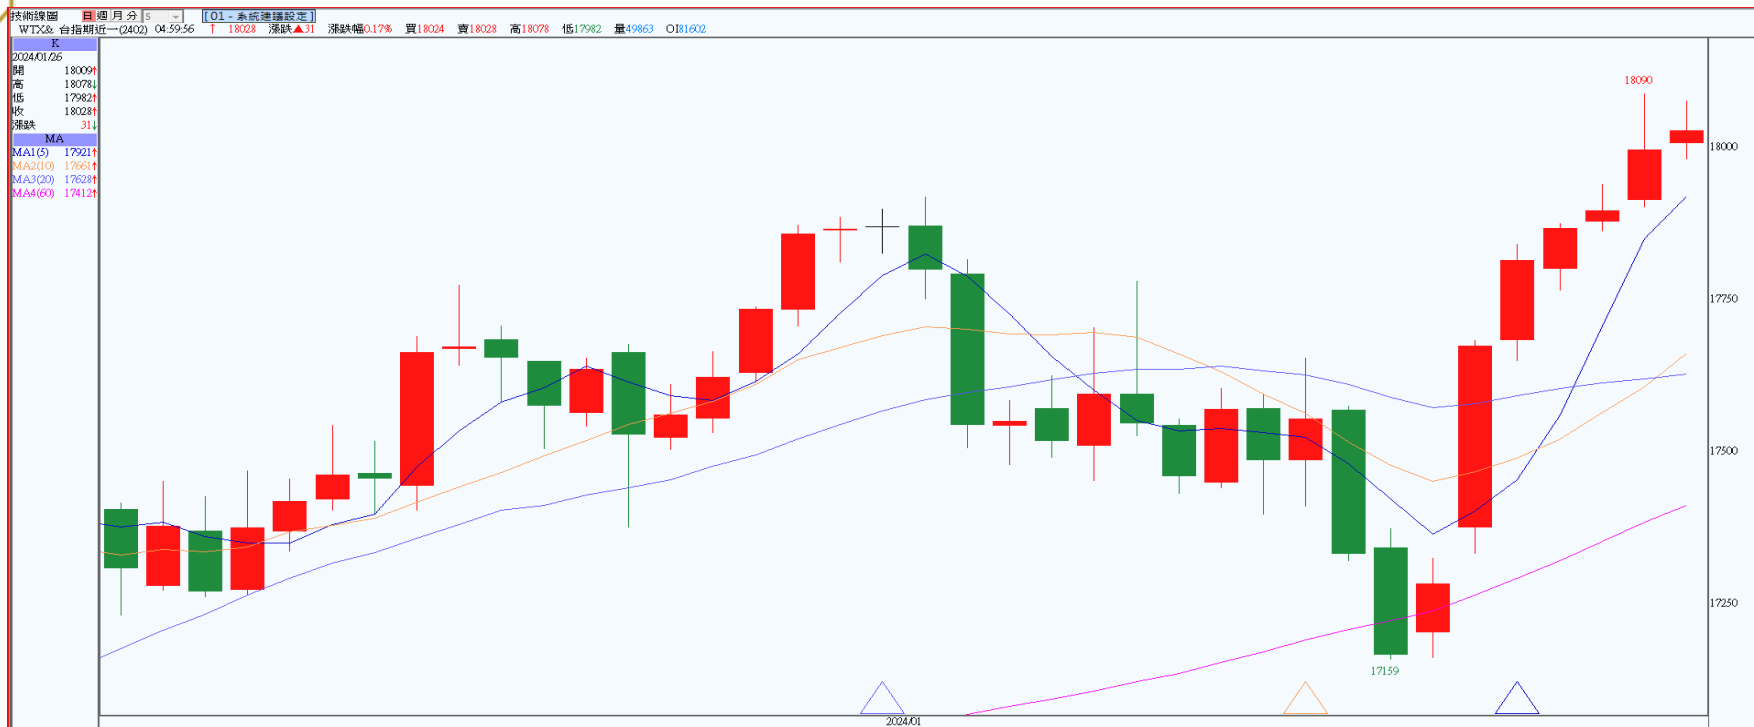 技術線圖 日 週 月 分 5 [ 01 - 系統建議設定 ]
WTX& 台指期近一(2402) 04:59:56 ↑ 18028 漲跌▲31 漲跌幅0.17% 買18024 賣18028 高18078 低17982 量49863 OI81602
K
2024/01/26
開 18009↑
高 18078↓
低 17982↑
收 18028↑
漲跌 31↓
MA
MA1(5) 17921↑
MA2(10) 17661↑
MA3(20) 17628↑
MA4(60) 17412↑
18090
18000
17750
17500
17250
17159
2024/01